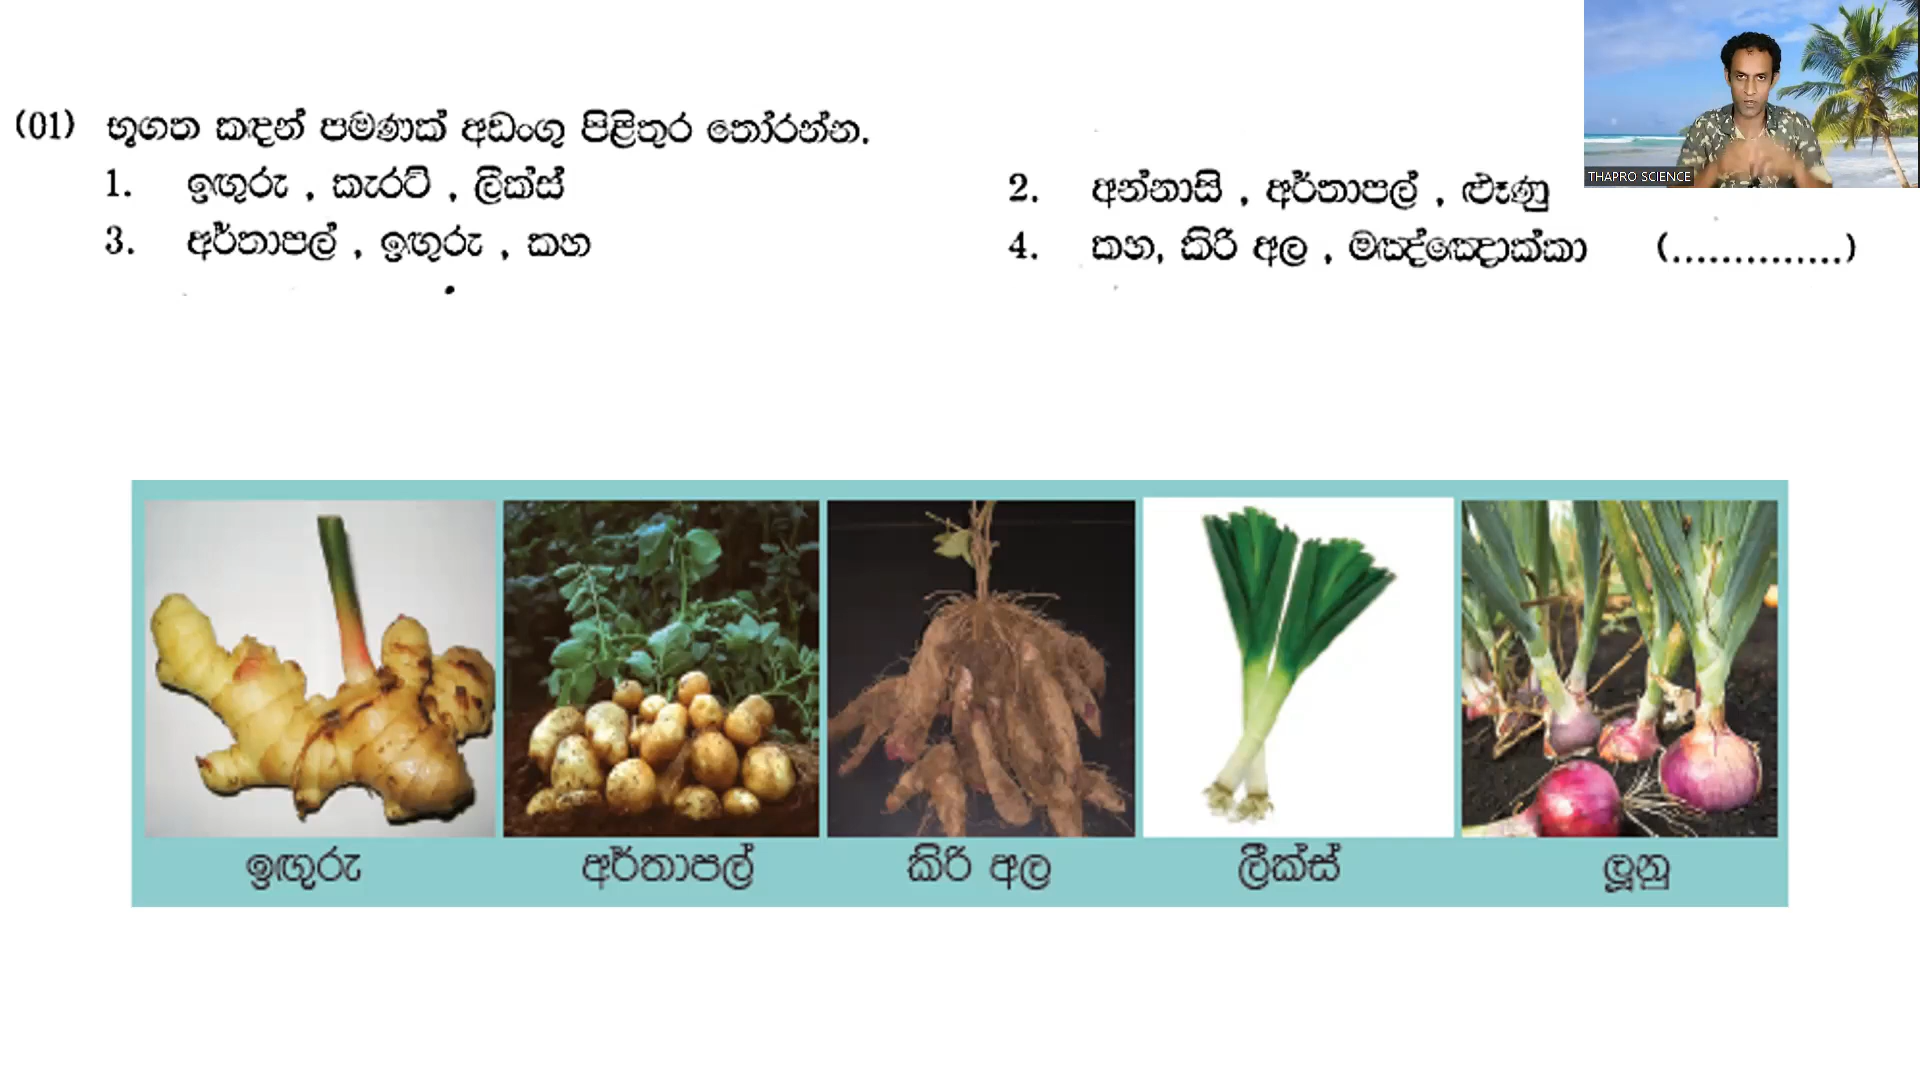 THAPRO SCIENCE
(01) භූගත කඳන් පමණක් අඩංගු පිළිතුර තෝරන්න.
1. ඉඟුරු , කැරට් , ලීක්ස්
2. අන්නාසි , අර්තාපල් , ළූණු
3. අර්තාපල් , ඉඟුරු , කහ
4. කහ, කිරි අල , මඤ්ඤොක්කා (..............)
ඉඟුරු අර්තාපල් කිරි අල ලීක්ස් ලූනු